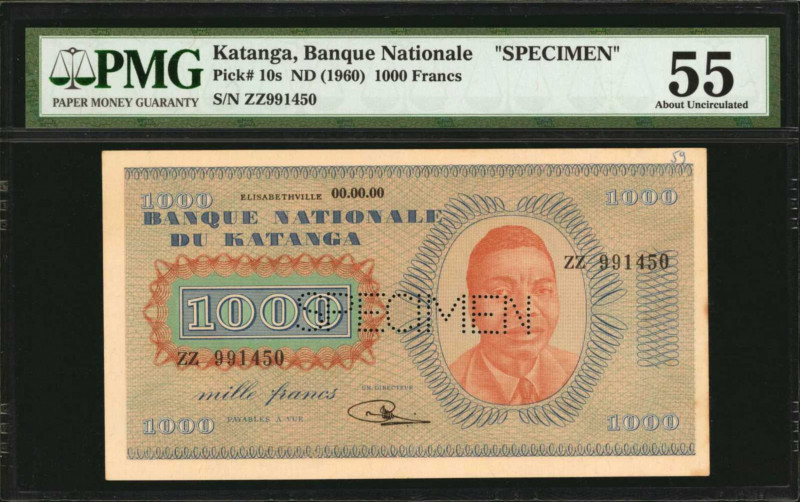 PMG
PAPER MONEY GUARANTY
Katanga, Banque Nationale "SPECIMEN"
Pick# 10s ND (1960) 1000 Francs
S/N ZZ991450
55
About Uncirculated
59
1000 ELISABETHVILLE 00.00.00 1000
BANQUE NATIONALE
DU KATANGA
ZZ 991450
1000
SPECIMEN
ZZ 991450
mille francs
UN DIRECTEUR
PAYABLES A VUE
1000 1000